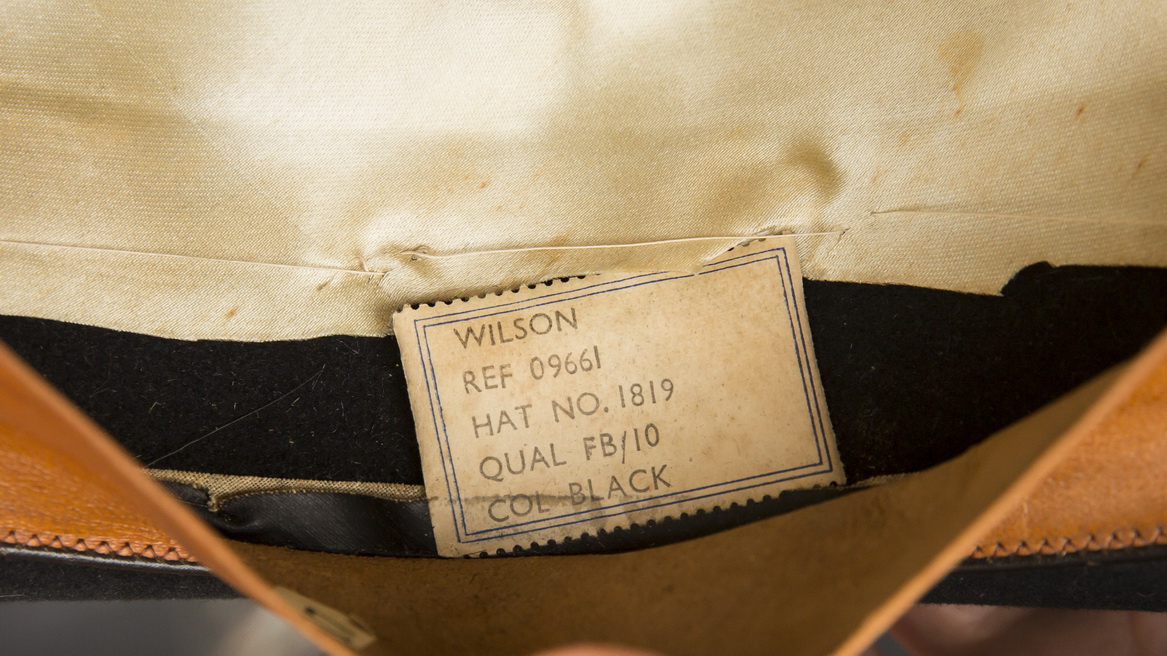 WILSON
REF 09661
HAT NO. 1819
QUAL FB/10
COL BLACK